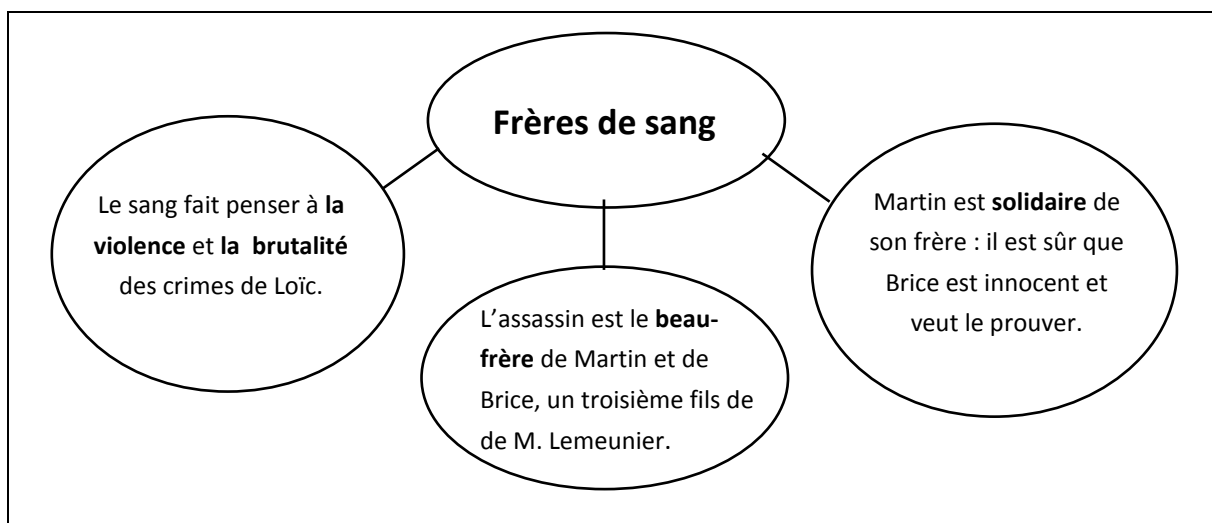 Frères de sang
Le sang fait penser à la
violence et la brutalité
des crimes de Loïc.
L’assassin est le beau-
frère de Martin et de
Brice, un troisième fils de
de M. Lemeunier.
Martin est solidaire de
son frère : il est sûr que
Brice est innocent et
veut le prouver.